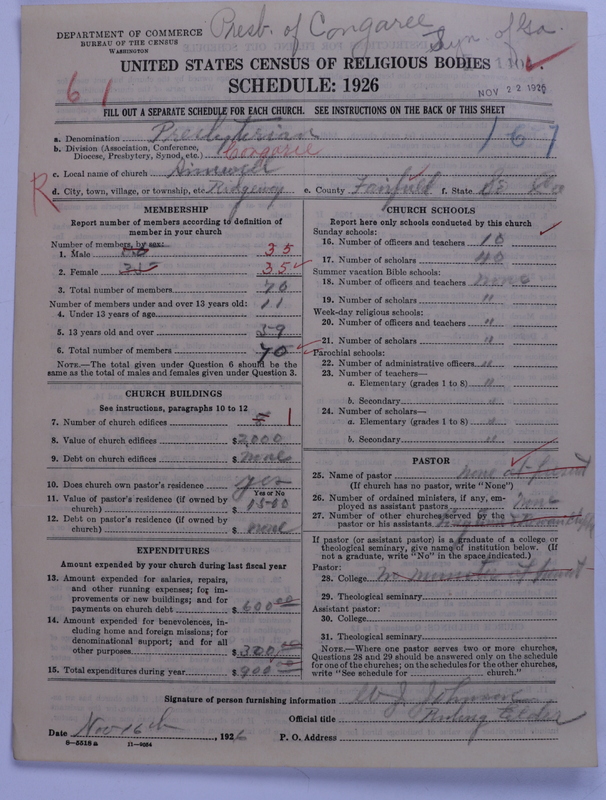 Presb. of Congaree
Syn. of Ga.
DEPARTMENT OF COMMERCE
BUREAU OF THE CENSUS
WASHINGTON
UNITED STATES CENSUS OF RELIGIOUS BODIES
SCHEDULE: 1926
NOV 22 1926
6 1
FILL OUT A SEPARATE SCHEDULE FOR EACH CHURCH. SEE INSTRUCTIONS ON THE BACK OF THIS SHEET
a. Denomination Presbyterian
167
b. Division (Association, Conference, Diocese, Presbytery, Synod, etc.) Congaree
c. Local name of church Aimwell
R
d. City, town, village, or township, etc. Ridgeway e. County Fairfield f. State So Ca
MEMBERSHIP
Report number of members according to definition of member in your church
Number of members, by sex:
1. Male 35
2. Female 35
3. Total number of members 70
Number of members under and over 13 years old:
4. Under 13 years of age 11
5. 13 years old and over 59
6. Total number of members 70
NOTE.—The total given under Question 6 should be the same as the total of males and females given under Question 3.
CHURCH BUILDINGS
See instructions, paragraphs 10 to 12
7. Number of church edifices 1
8. Value of church edifices $2,000
9. Debt on church edifices $none
10. Does church own pastor's residence yes
Yes or No
11. Value of pastor's residence (if owned by church) $1500
12. Debt on pastor's residence (if owned by church) $none
EXPENDITURES
Amount expended by your church during last fiscal year
13. Amount expended for salaries, repairs, and other running expenses; for improvements or new buildings; and for payments on church debt $600.00
14. Amount expended for benevolences, including home and foreign missions; for denominational support; and for all other purposes $300.00
15. Total expenditures during year $900.00
CHURCH SCHOOLS
Report here only schools conducted by this church
Sunday schools:
16. Number of officers and teachers 10
17. Number of scholars 40
Summer vacation Bible schools:
18. Number of officers and teachers none
19. Number of scholars "
Week-day religious schools:
20. Number of officers and teachers "
21. Number of scholars "
Parochial schools:
22. Number of administrative officers "
23. Number of teachers—
a. Elementary (grades 1 to 8) "
b. Secondary "
24. Number of scholars—
a. Elementary (grades 1 to 8) "
b. Secondary "
PASTOR
25. Name of pastor none at present
(If church has no pastor, write "None")
26. Number of ordained ministers, if any, employed as assistant pastors none
27. Number of other churches served by the pastor or his assistants
If pastor (or assistant pastor) is a graduate of a college or theological seminary, give name of institution below. (If not a graduate, write "No" in the space indicated.)
Pastor:
28. College no minister at present
29. Theological seminary
Assistant pastor:
30. College
31. Theological seminary
NOTE.—Where one pastor serves two or more churches, Questions 28 and 29 should be answered only on the schedule for one of the churches; on the schedules for the other churches, write "See schedule for church."
Signature of person furnishing information W J Johnson
Official title Ruling Elder
Date Nov 16th, 1926 P. O. Address
8—5518a 11—9034